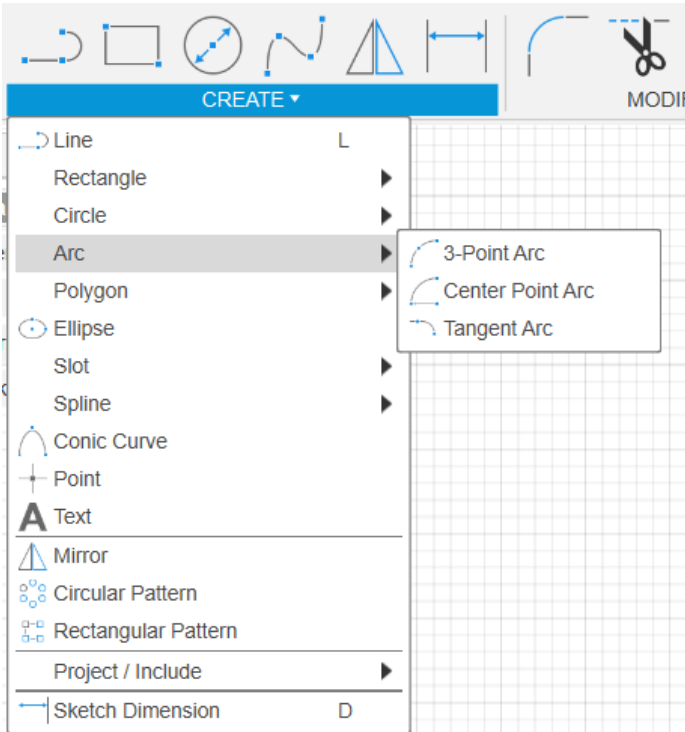 CREATE ▾
MODIF
Line L
Rectangle
Circle
Arc
3-Point Arc
Center Point Arc
Tangent Arc
Polygon
Ellipse
Slot
Spline
Conic Curve
Point
A Text
Mirror
Circular Pattern
Rectangular Pattern
Project / Include
Sketch Dimension D